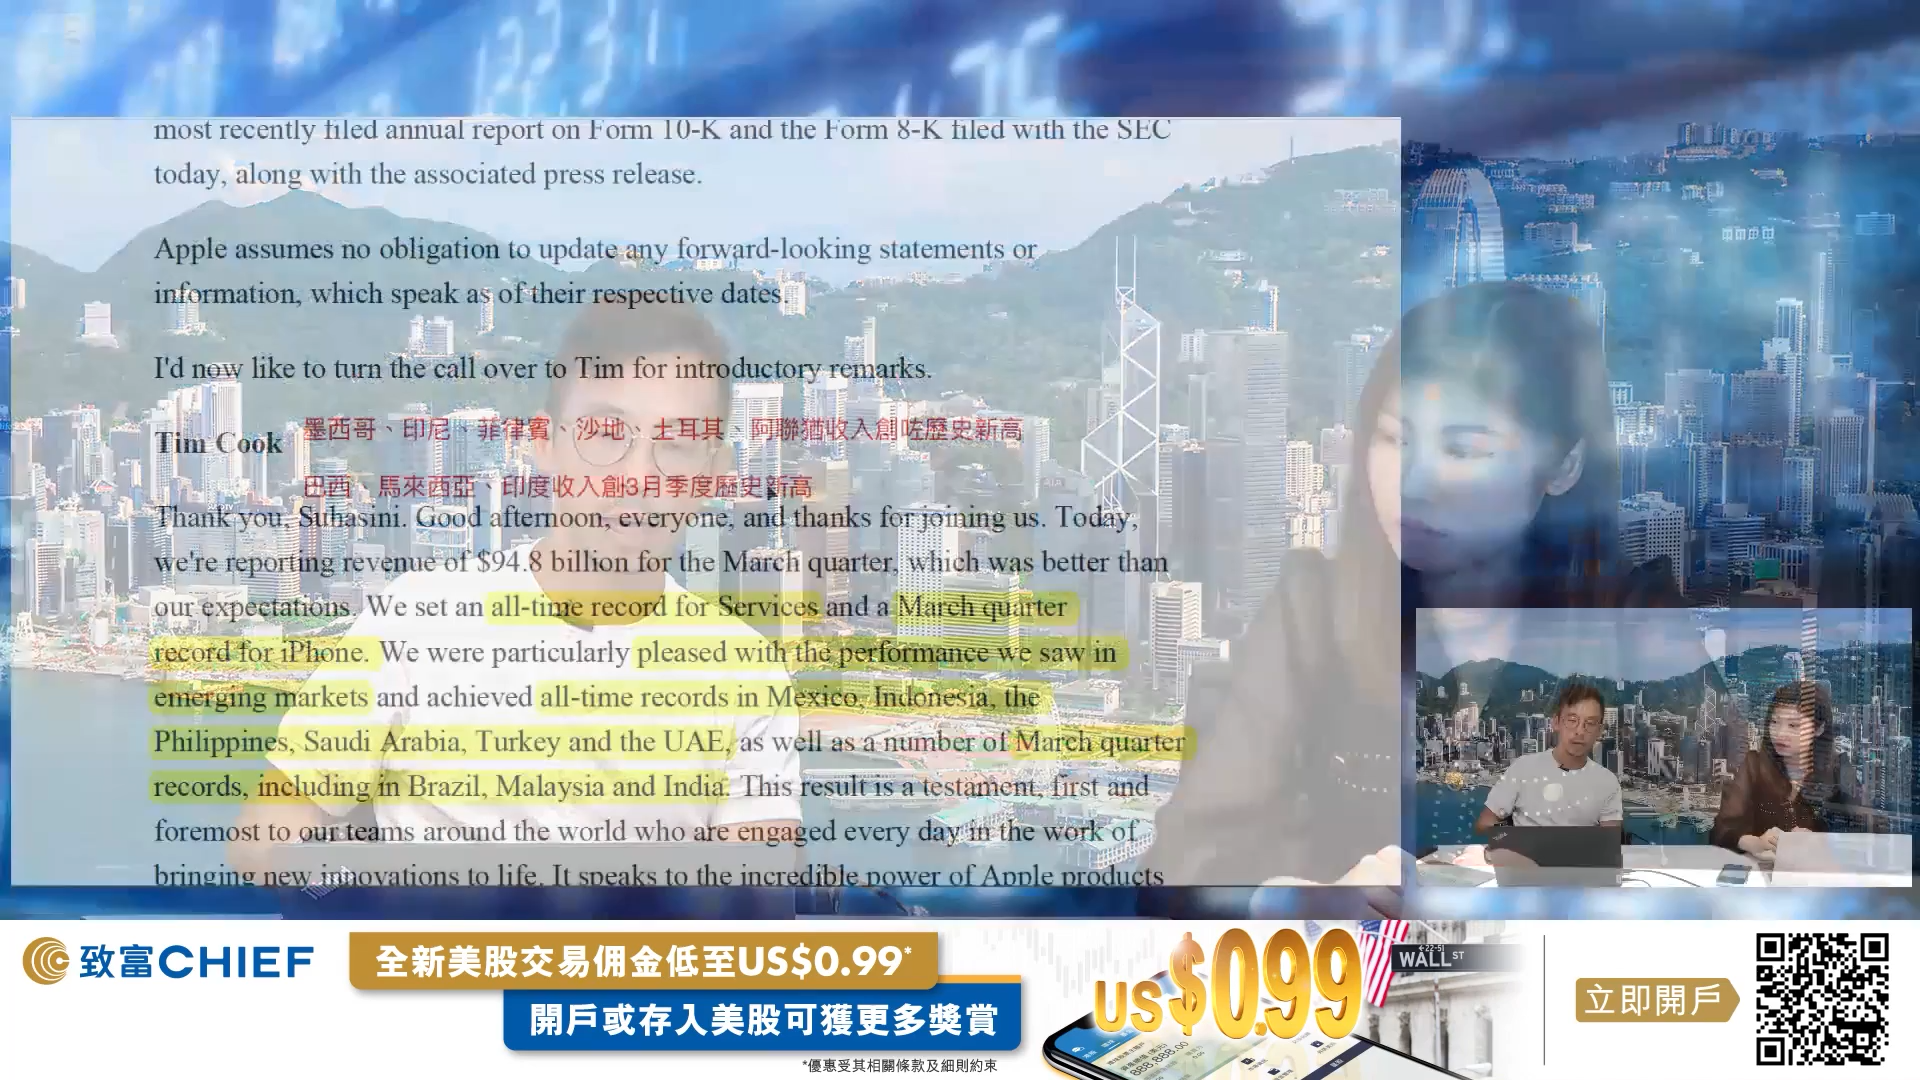 most recently filed annual report on Form 10-K and the Form 8-K filed with the SEC
today, along with the associated press release.
Apple assumes no obligation to update any forward-looking statements or
information, which speak as of their respective dates.
I'd now like to turn the call over to Tim for introductory remarks.
墨西哥、印尼、菲律賓、沙地、土耳其、阿聯猶收入創咗歷史新高
Tim Cook
巴西、馬來西亞、印度收入創3月季度歷史新高
Thank you, Suhasini. Good afternoon, everyone, and thanks for joining us. Today,
we're reporting revenue of $94.8 billion for the March quarter, which was better than
our expectations. We set an all-time record for Services and a March quarter
record for iPhone. We were particularly pleased with the performance we saw in
emerging markets and achieved all-time records in Mexico, Indonesia, the
Philippines, Saudi Arabia, Turkey and the UAE, as well as a number of March quarter
records, including in Brazil, Malaysia and India. This result is a testament, first and
foremost to our teams around the world who are engaged every day in the work of
bringing new innovations to life. It speaks to the incredible power of Apple products
致富CHIEF
全新美股交易佣金低至US$0.99*
開戶或存入美股可獲更多獎賞
*優惠受其相關條款及細則約束
US$0.99
WALL ST
888,888.00
立即開戶